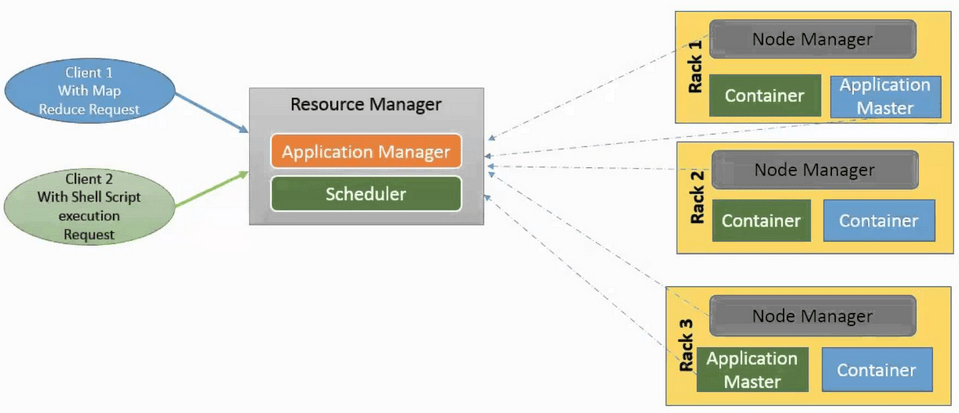 Client 1
With Map
Reduce Request
Client 2
With Shell Script
execution
Request
Resource Manager
Application Manager
Scheduler
Rack 1
Node Manager
Container
Application
Master
Rack 2
Node Manager
Container
Container
Rack 3
Node Manager
Application
Master
Container